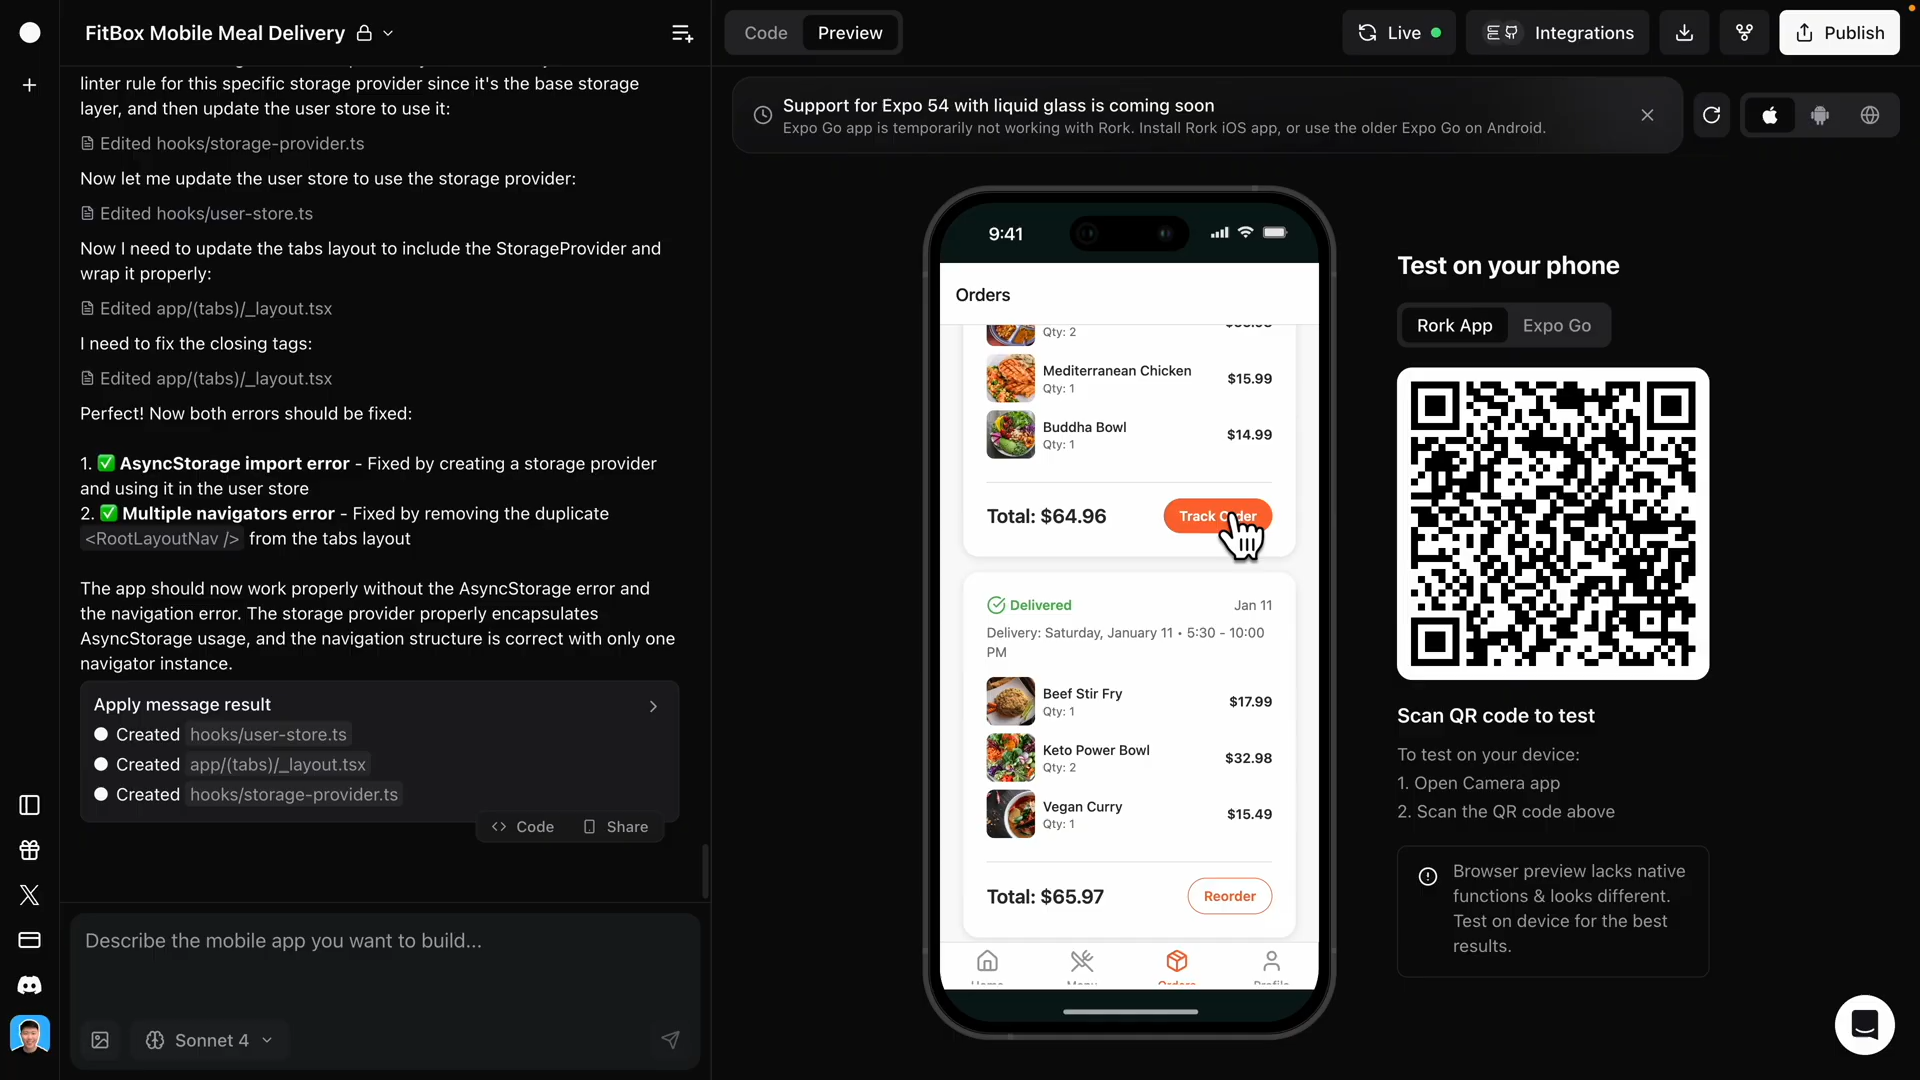 FitBox Mobile Meal Delivery
linter rule for this specific storage provider since it's the base storage
layer, and then update the user store to use it:
Edited hooks/storage-provider.ts
Now let me update the user store to use the storage provider:
Edited hooks/user-store.ts
Now I need to update the tabs layout to include the StorageProvider and
wrap it properly:
Edited app/(tabs)/_layout.tsx
I need to fix the closing tags:
Edited app/(tabs)/_layout.tsx
Perfect! Now both errors should be fixed:
1. ✅ AsyncStorage import error - Fixed by creating a storage provider
and using it in the user store
2. ✅ Multiple navigators error - Fixed by removing the duplicate
<RootLayoutNav /> from the tabs layout
The app should now work properly without the AsyncStorage error and
the navigation error. The storage provider properly encapsulates
AsyncStorage usage, and the navigation structure is correct with only one
navigator instance.
Apply message result
Created hooks/user-store.ts
Created app/(tabs)/_layout.tsx
Created hooks/storage-provider.ts
Code Share
Describe the mobile app you want to build...
Sonnet 4
Code Preview
Live Integrations Publish
Support for Expo 54 with liquid glass is coming soon
Expo Go app is temporarily not working with Rork. Install Rork iOS app, or use the older Expo Go on Android.
9:41
Orders
Qty: 2
Mediterranean Chicken
Qty: 1
$15.99
Buddha Bowl
Qty: 1
$14.99
Total: $64.96
Track
Delivered
Jan 11
Delivery: Saturday, January 11 • 5:30 - 10:00
PM
Beef Stir Fry
Qty: 1
$17.99
Keto Power Bowl
Qty: 2
$32.98
Vegan Curry
Qty: 1
$15.49
Total: $65.97
Reorder
Test on your phone
Rork App Expo Go
Scan QR code to test
To test on your device:
1. Open Camera app
2. Scan the QR code above
Browser preview lacks native
functions & looks different.
Test on device for the best
results.